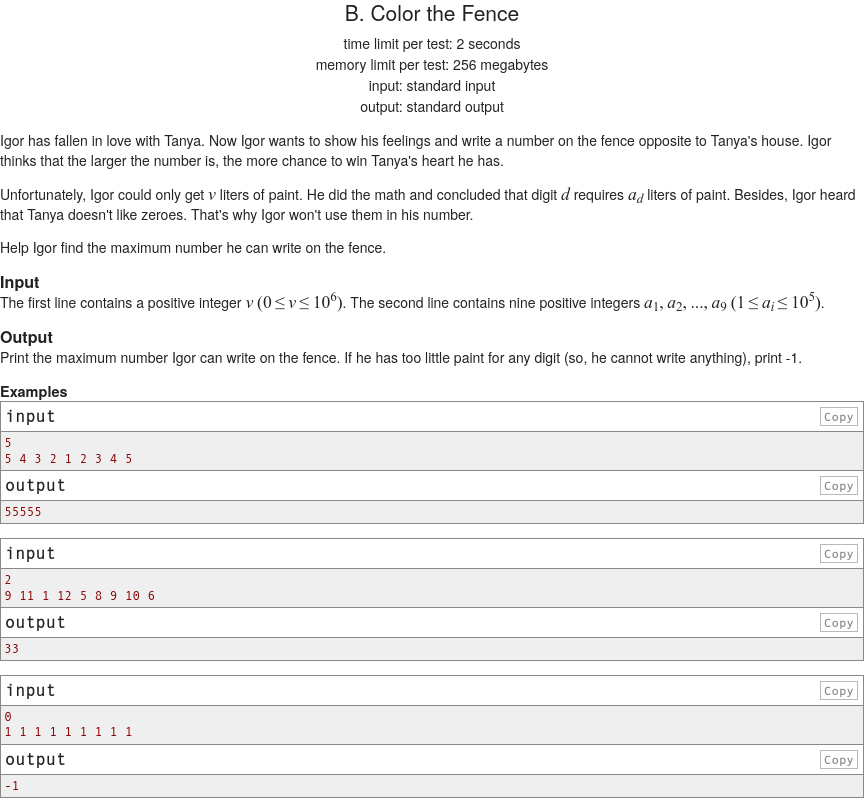 B. Color the Fence
time limit per test: 2 seconds
memory limit per test: 256 megabytes
input: standard input
output: standard output
Igor has fallen in love with Tanya. Now Igor wants to show his feelings and write a number on the fence opposite to Tanya's house. Igor
thinks that the larger the number is, the more chance to win Tanya's heart he has.
Unfortunately, Igor could only get v liters of paint. He did the math and concluded that digit d requires a_d liters of paint. Besides, Igor heard
that Tanya doesn't like zeroes. That's why Igor won't use them in his number.
Help Igor find the maximum number he can write on the fence.
Input
The first line contains a positive integer v (0 ≤ v ≤ 10^6). The second line contains nine positive integers a_1, a_2, ..., a_9 (1 ≤ a_i ≤ 10^5).
Output
Print the maximum number Igor can write on the fence. If he has too little paint for any digit (so, he cannot write anything), print -1.
Examples
input Copy
5
5 4 3 2 1 2 3 4 5
output Copy
55555
input Copy
2
9 11 1 12 5 8 9 10 6
output Copy
33
input Copy
0
1 1 1 1 1 1 1 1 1
output Copy
-1